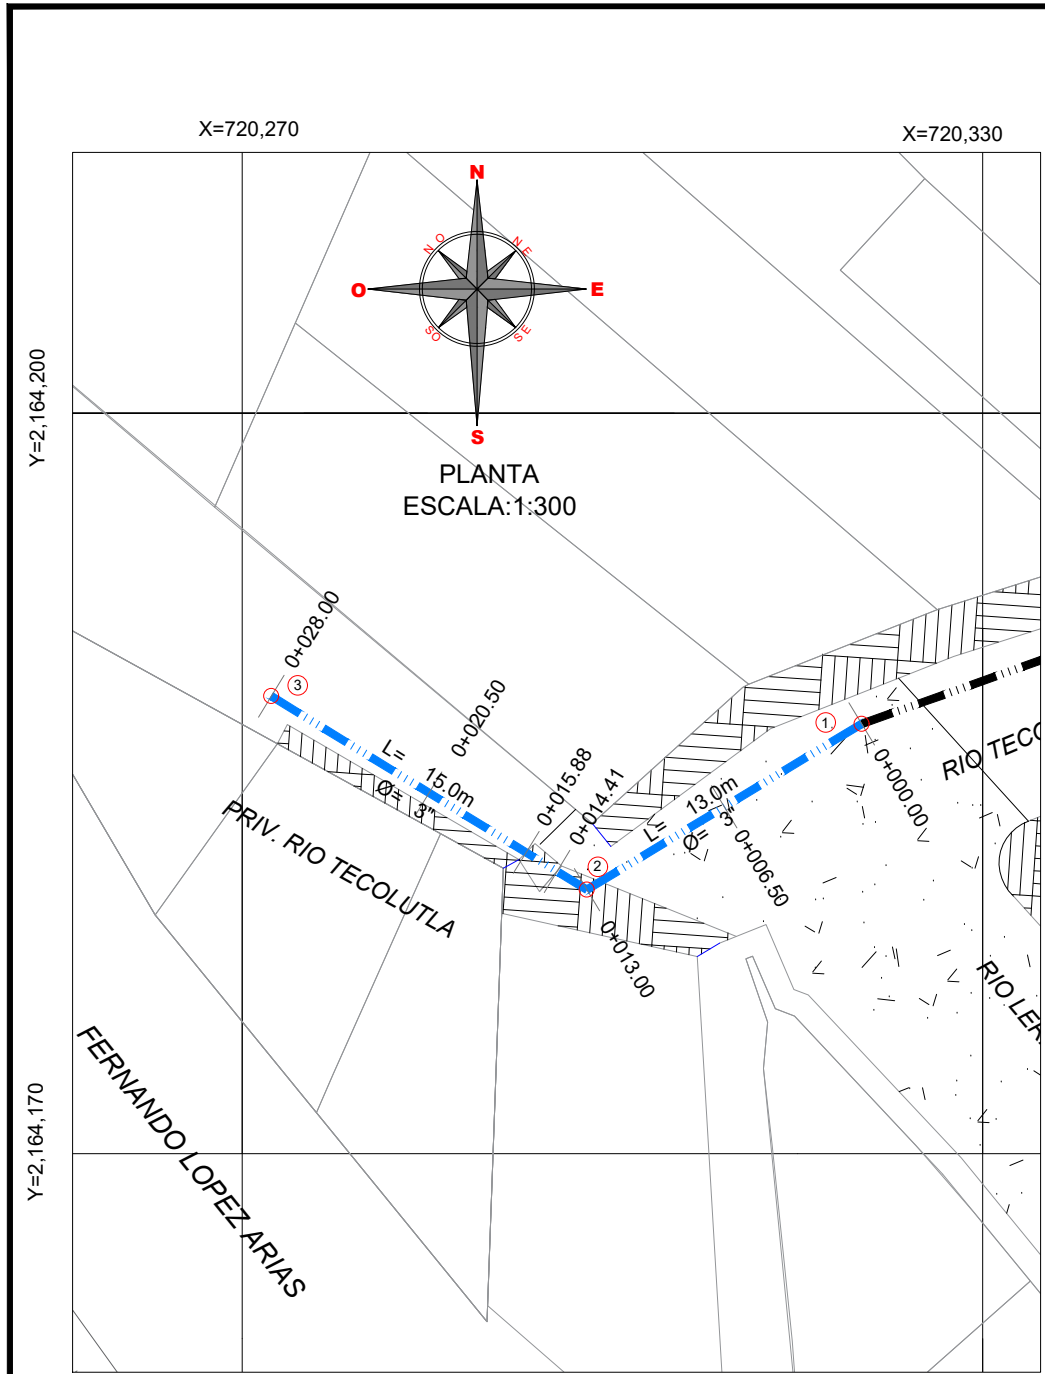 X=720,270
X=720,330
N
NO
NE
O
E
SO
SE
S
Y=2,164,200
PLANTA
ESCALA:1:300
0+028.00
3
0+020.50
L= 15.0m
Ø= 3"
0+015.88
0+014.41
2
1
L= 13.0m
Ø= 3"
0+000.00
0+006.50
0+013.00
RIO TECO
PRIV. RIO TECOLUTLA
RIO LER
FERNANDO LOPEZ ARIAS
Y=2,164,170